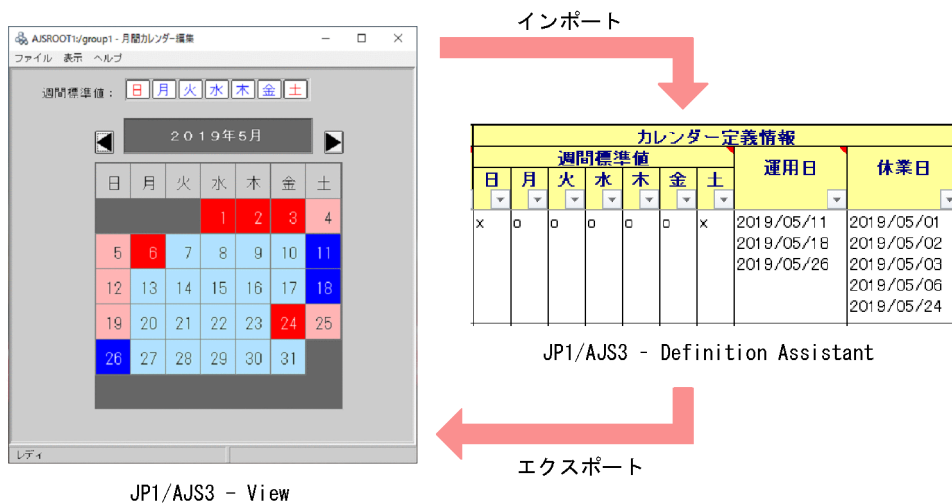 インポート
AJSROOT1:/group1 - 月間カレンダー編集
ファイル 表示 ヘルプ
週間標準値： 日 月 火 水 木 金 土
2019年5月
日 月 火 水 木 金 土
1 2 3 4
5 6 7 8 9 10 11
12 13 14 15 16 17 18
19 20 21 22 23 24 25
26 27 28 29 30 31
レディ
JP1/AJS3 - View
カレンダー定義情報
週間標準値 運用日 休業日
日 月 火 水 木 金 土
x o o o o o x 2019/05/11 2019/05/01
2019/05/18 2019/05/02
2019/05/26 2019/05/03
2019/05/06
2019/05/24
JP1/AJS3 - Definition Assistant
エクスポート